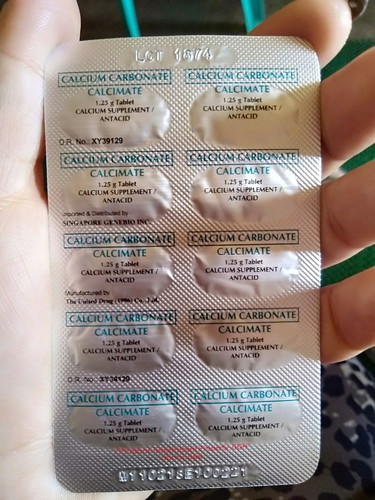 LOT 1574
CALCIUM CARBONATE CALCIUM CARBONATE
CALCIMATE CALCIMATE
1.25 g Tablet 1.25 g Tablet
CALCIUM SUPPLEMENT / CALCIUM SUPPLEMENT /
ANTACID ANTACID
D.R. No. XY39129
CALCIUM CARBONATE CALCIUM CARBONATE
CALCIMATE CALCIMATE
1.25 g Tablet 1.25 g Tablet
CALCIUM SUPPLEMENT / CALCIUM SUPPLEMENT /
ANTACID ANTACID
Imported & Distributed by
SINGAPORE GENEBIO INC.
CALCIUM CARBONATE CALCIUM CARBONATE
CALCIMATE CALCIMATE
1.25 g Tablet 1.25 g Tablet
CALCIUM SUPPLEMENT / CALCIUM SUPPLEMENT /
ANTACID ANTACID
Manufactured by
The United Drug (1996) Co., Ltd.
CALCIUM CARBONATE CALCIUM CARBONATE
CALCIMATE CALCIMATE
1.25 g Tablet 1.25 g Tablet
CALCIUM SUPPLEMENT / CALCIUM SUPPLEMENT /
ANTACID ANTACID
D.R. No. XY39129
CALCIUM CARBONATE CALCIUM CARBONATE
CALCIMATE CALCIMATE
1.25 g Tablet 1.25 g Tablet
CALCIUM SUPPLEMENT / CALCIUM SUPPLEMENT /
ANTACID ANTACID